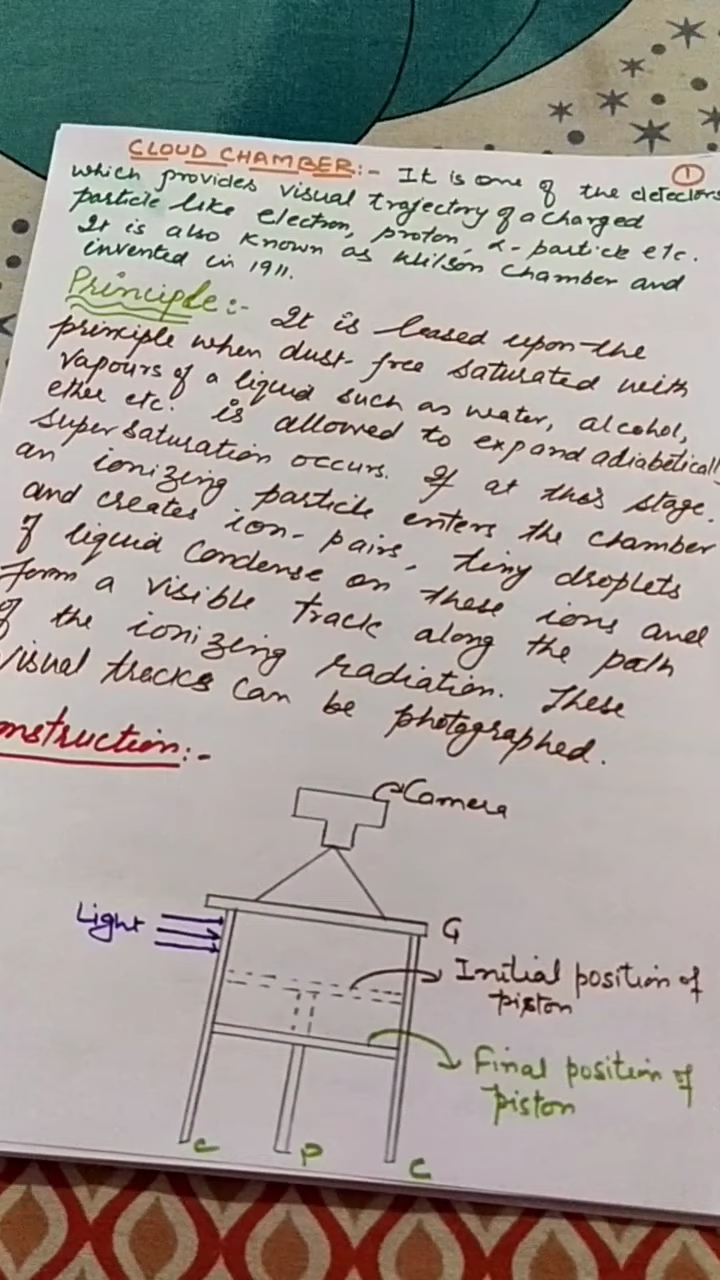 CLOUD CHAMBER:- It is one of the detectors
①
which provides visual trajectory of a charged
particle like electron, proton, α- particle etc.
It is also known as Wilson Chamber and
invented in 1911.
Principle:- It is based upon the
principle when dust-free saturated with
vapours of a liquid such as water, alcohol,
ether etc. is allowed to expand adiabatically
supersaturation occurs. If at this stage.
an ionizing particle enters the chamber
and creates ion-pairs, tiny droplets
of liquid condense on these ions and
form a visible track along the path
of the ionizing radiation. These
visual tracks can be photographed.
onstruction:-
Camera
Light
G
Initial position of
piston
Final position of
piston
C
P
C